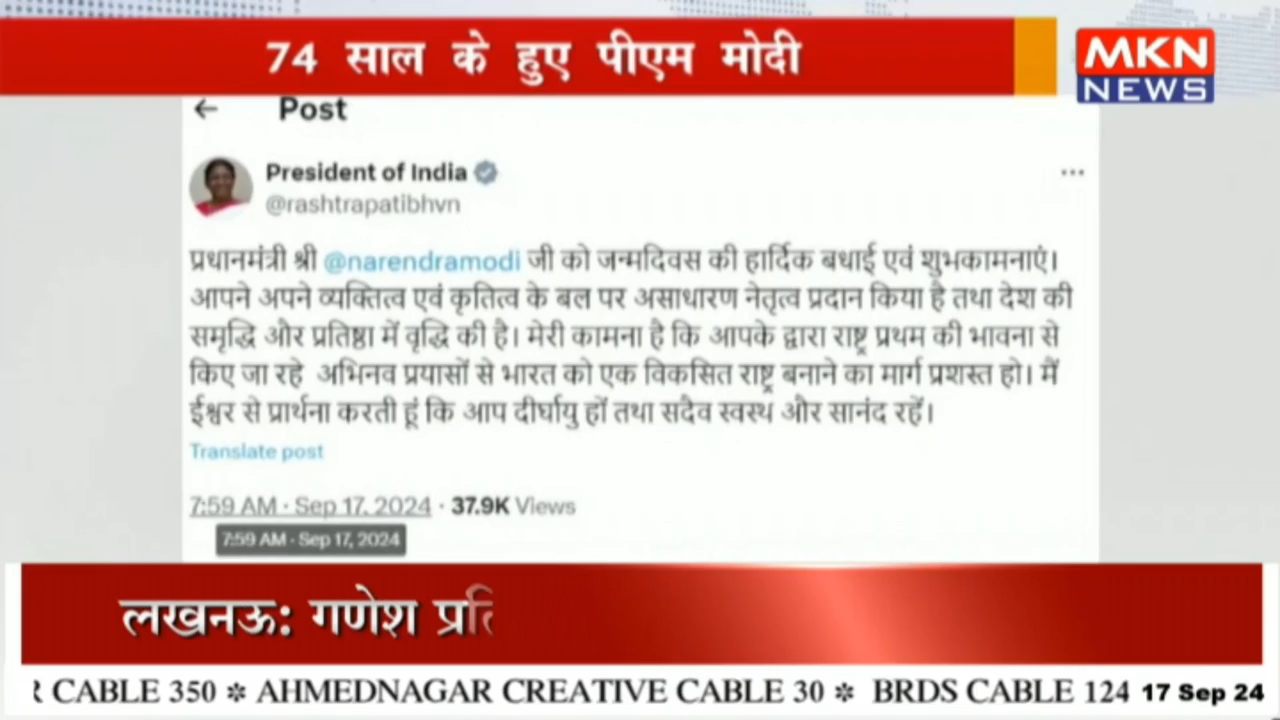 74 साल के हुए पीएम मोदी
MKN
NEWS
← Post
President of India
@rashtrapatibhvn
प्रधानमंत्री श्री @narendramodi जी को जन्मदिवस की हार्दिक बधाई एवं शुभकामनाएं।
आपने अपने व्यक्तित्व एवं कृतित्व के बल पर असाधारण नेतृत्व प्रदान किया है तथा देश की
समृद्धि और प्रतिष्ठा में वृद्धि की है। मेरी कामना है कि आपके द्वारा राष्ट्र प्रथम की भावना से
किए जा रहे अभिनव प्रयासों से भारत को एक विकसित राष्ट्र बनाने का मार्ग प्रशस्त हो। मैं
ईश्वर से प्रार्थना करती हूं कि आप दीर्घायु हों तथा सदैव स्वस्थ और सानंद रहें।
Translate post
7:59 AM · Sep 17, 2024 · 37.9K Views
7:59 AM · Sep 17, 2024
लखनऊ: गणेश
CABLE 350 ✲ AHMEDNAGAR CREATIVE CABLE 30 ✲ BRDS CABLE 124 17 Sep 24